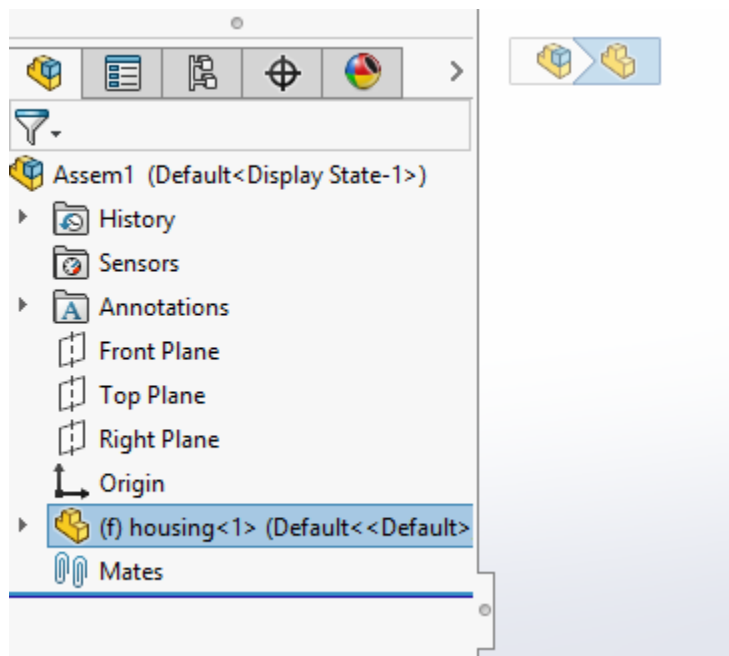 Assem1 (Default<Display State-1>)
History
Sensors
Annotations
Front Plane
Top Plane
Right Plane
Origin
(f) housing<1> (Default<<Default>
Mates